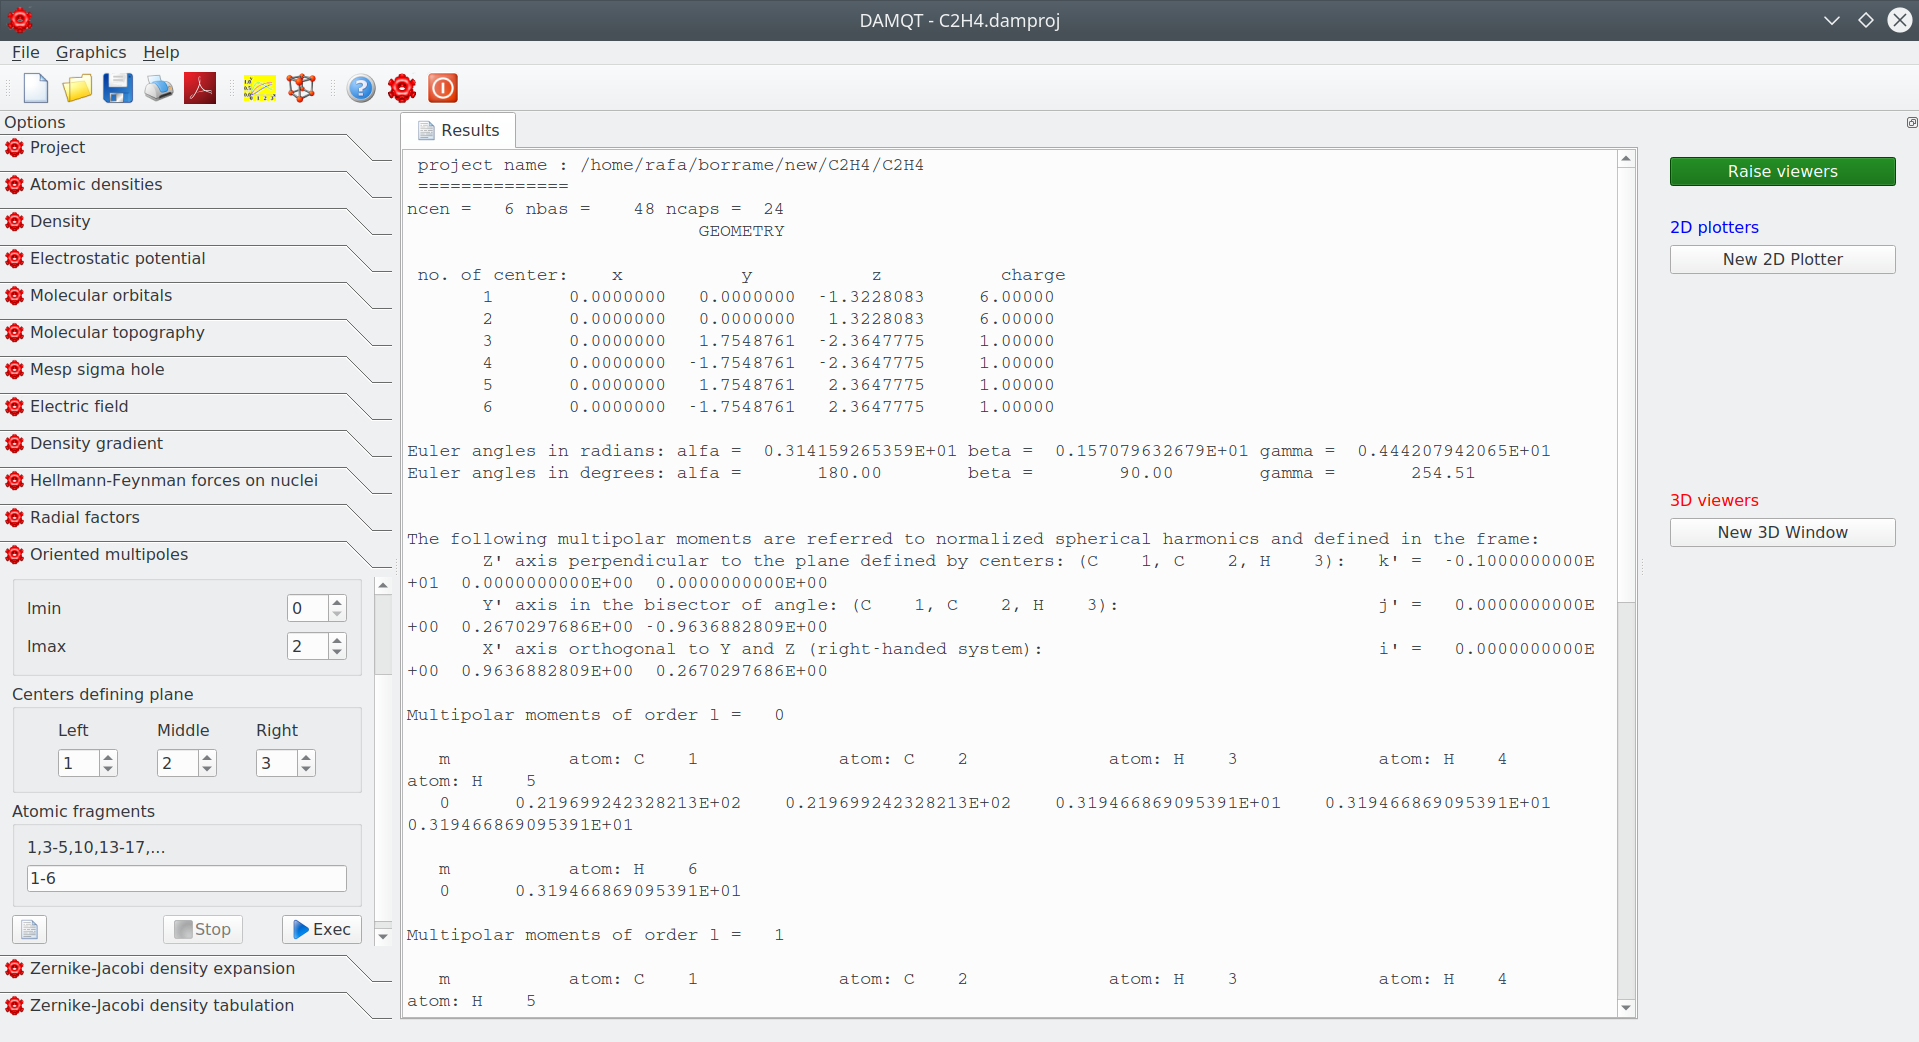 DAMQT - C2H4.damproj
File Graphics Help
Options
Project
Atomic densities
Density
Electrostatic potential
Molecular orbitals
Molecular topography
Mesp sigma hole
Electric field
Density gradient
Hellmann-Feynman forces on nuclei
Radial factors
Oriented multipoles
lmin 0
lmax 2
Centers defining plane
Left Middle Right
1 2 3
Atomic fragments
1,3-5,10,13-17,...
1-6
Stop Exec
Zernike-Jacobi density expansion
Zernike-Jacobi density tabulation
Results
project name : /home/rafa/borrame/new/C2H4/C2H4
==============
ncen = 6 nbas = 48 ncaps = 24
GEOMETRY
no. of center: x y z charge
1 0.0000000 0.0000000 -1.3228083 6.00000
2 0.0000000 0.0000000 1.3228083 6.00000
3 0.0000000 1.7548761 -2.3647775 1.00000
4 0.0000000 -1.7548761 -2.3647775 1.00000
5 0.0000000 1.7548761 2.3647775 1.00000
6 0.0000000 -1.7548761 2.3647775 1.00000
Euler angles in radians: alfa = 0.314159265359E+01 beta = 0.157079632679E+01 gamma = 0.444207942065E+01
Euler angles in degrees: alfa = 180.00 beta = 90.00 gamma = 254.51
The following multipolar moments are referred to normalized spherical harmonics and defined in the frame:
Z' axis perpendicular to the plane defined by centers: (C 1, C 2, H 3): k' = -0.1000000000E
+01 0.0000000000E+00 0.0000000000E+00
Y' axis in the bisector of angle: (C 1, C 2, H 3): j' = 0.0000000000E
+00 0.2670297686E+00 -0.9636882809E+00
X' axis orthogonal to Y and Z (right-handed system): i' = 0.0000000000E
+00 0.9636882809E+00 0.2670297686E+00
Multipolar moments of order l = 0
m atom: C 1 atom: C 2 atom: H 3 atom: H 4
atom: H 5
0 0.219699242328213E+02 0.219699242328213E+02 0.319466869095391E+01 0.319466869095391E+01
0.319466869095391E+01
m atom: H 6
0 0.319466869095391E+01
Multipolar moments of order l = 1
m atom: C 1 atom: C 2 atom: H 3 atom: H 4
atom: H 5
Raise viewers
2D plotters
New 2D Plotter
3D viewers
New 3D Window